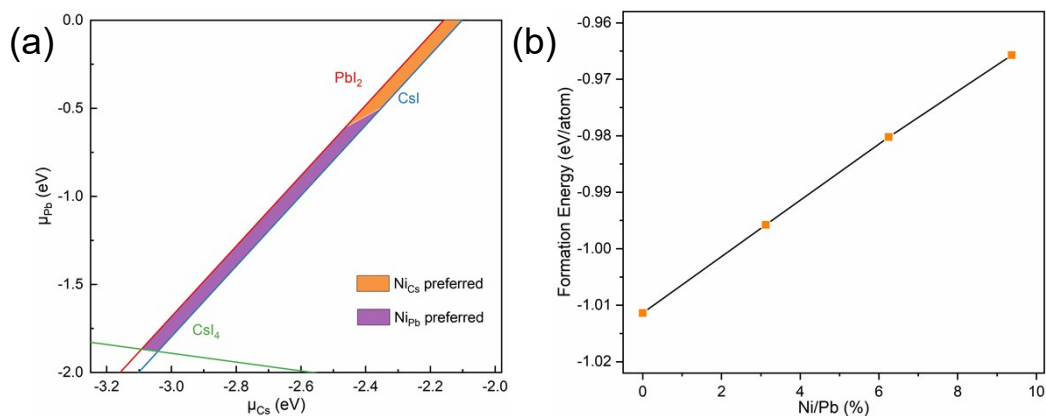 (a)
0.0
-0.5
-1.0
-1.5
-2.0
μPb (eV)
PbI2
CsI
CsI4
NiCs preferred
NiPb preferred
-3.2 -3.0 -2.8 -2.6 -2.4 -2.2 -2.0
μCs (eV)
(b)
-0.96
-0.97
-0.98
-0.99
-1.00
-1.01
-1.02
Formation Energy (eV/atom)
0 2 4 6 8 10
Ni/Pb (%)